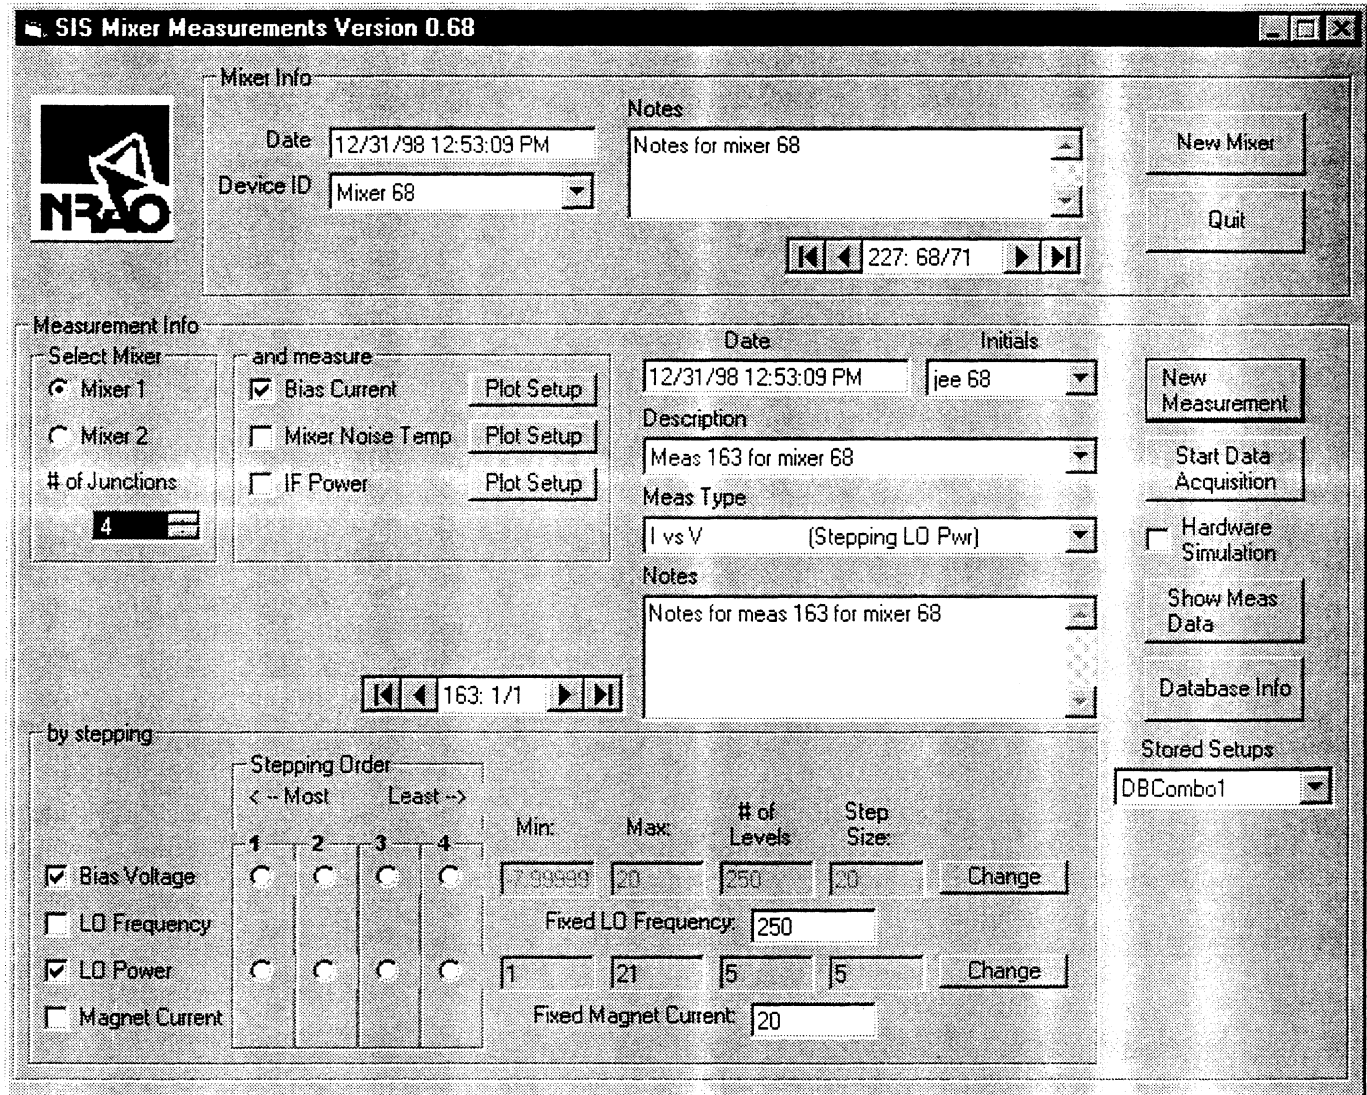 SIS Mixer Measurements Version 0.68
NRAO
Mixer Info
Date 12/31/98 12:53:09 PM
Device ID Mixer 68
Notes
Notes for mixer 68
227: 68/71
New Mixer
Quit
Measurement Info
Select Mixer
Mixer 1
Mixer 2
# of Junctions
4
and measure
Bias Current Plot Setup
Mixer Noise Temp Plot Setup
IF Power Plot Setup
163: 1/1
Date
12/31/98 12:53:09 PM
Initials
jee 68
Description
Meas 163 for mixer 68
Meas Type
I vs V (Stepping LO Pwr)
Notes
Notes for meas 163 for mixer 68
New
Measurement
Start Data
Acquisition
Hardware
Simulation
Show Meas
Data
Database Info
Stored Setups
DBCombo1
by stepping
Stepping Order
<--Most Least-->
1 2 3 4
Min: Max: # of Levels Step Size:
Bias Voltage -7.99999 20 250 20 Change
LO Frequency Fixed LO Frequency: 250
LO Power 1 21 5 5 Change
Magnet Current Fixed Magnet Current: 20